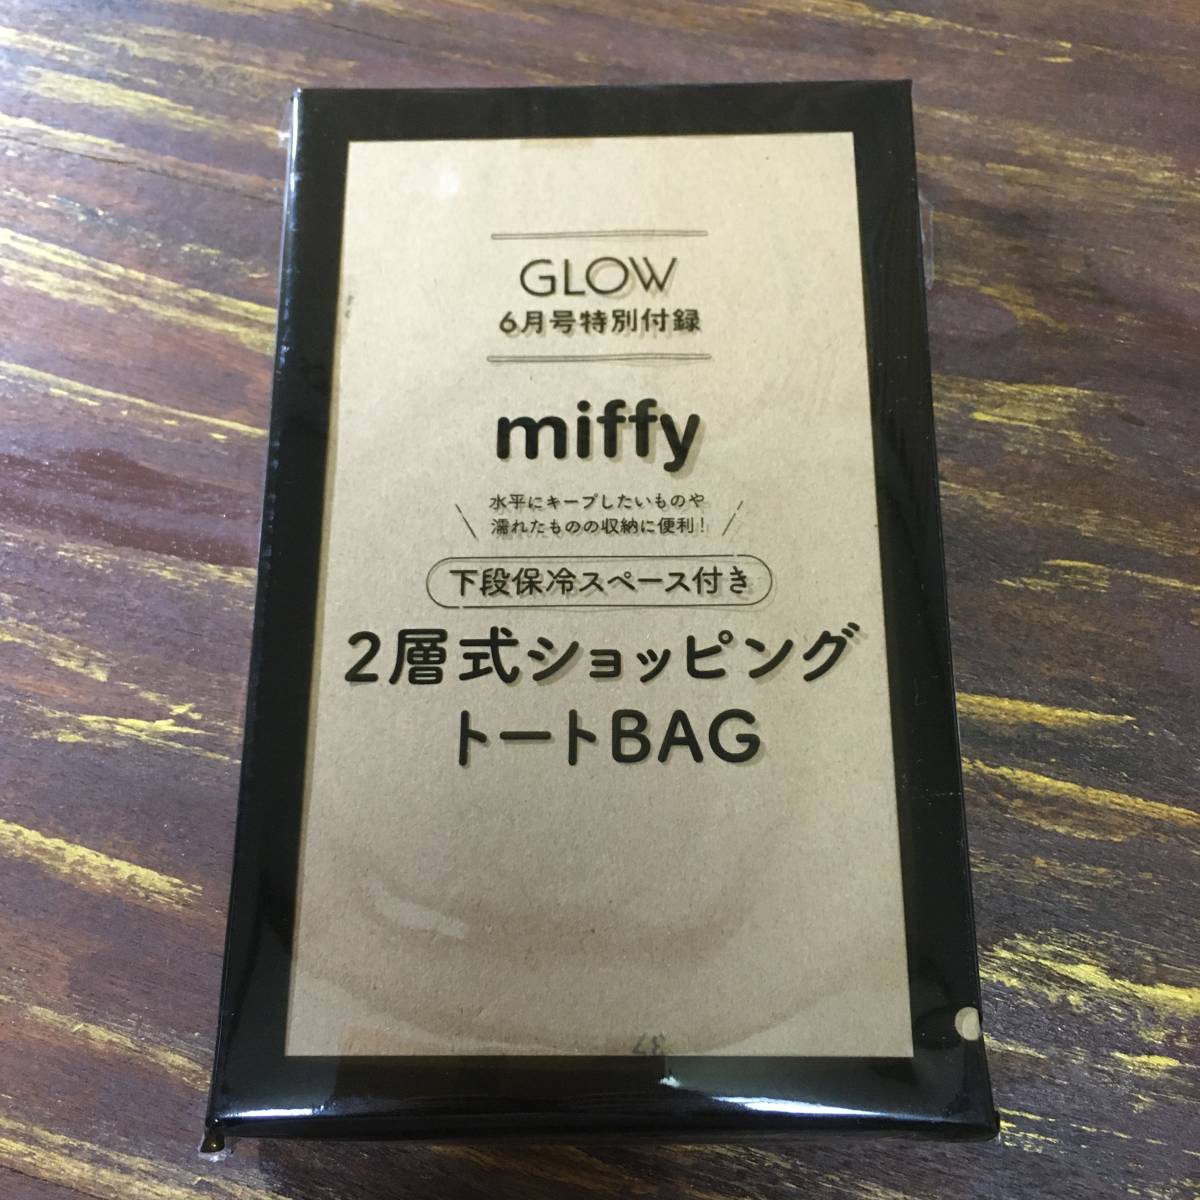 GLOW
6月号特別付録
miffy
水平にキープしたいものや
濡れたものの収納に便利！
下段保冷スペース付き
2層式ショッピング
トートBAG
37